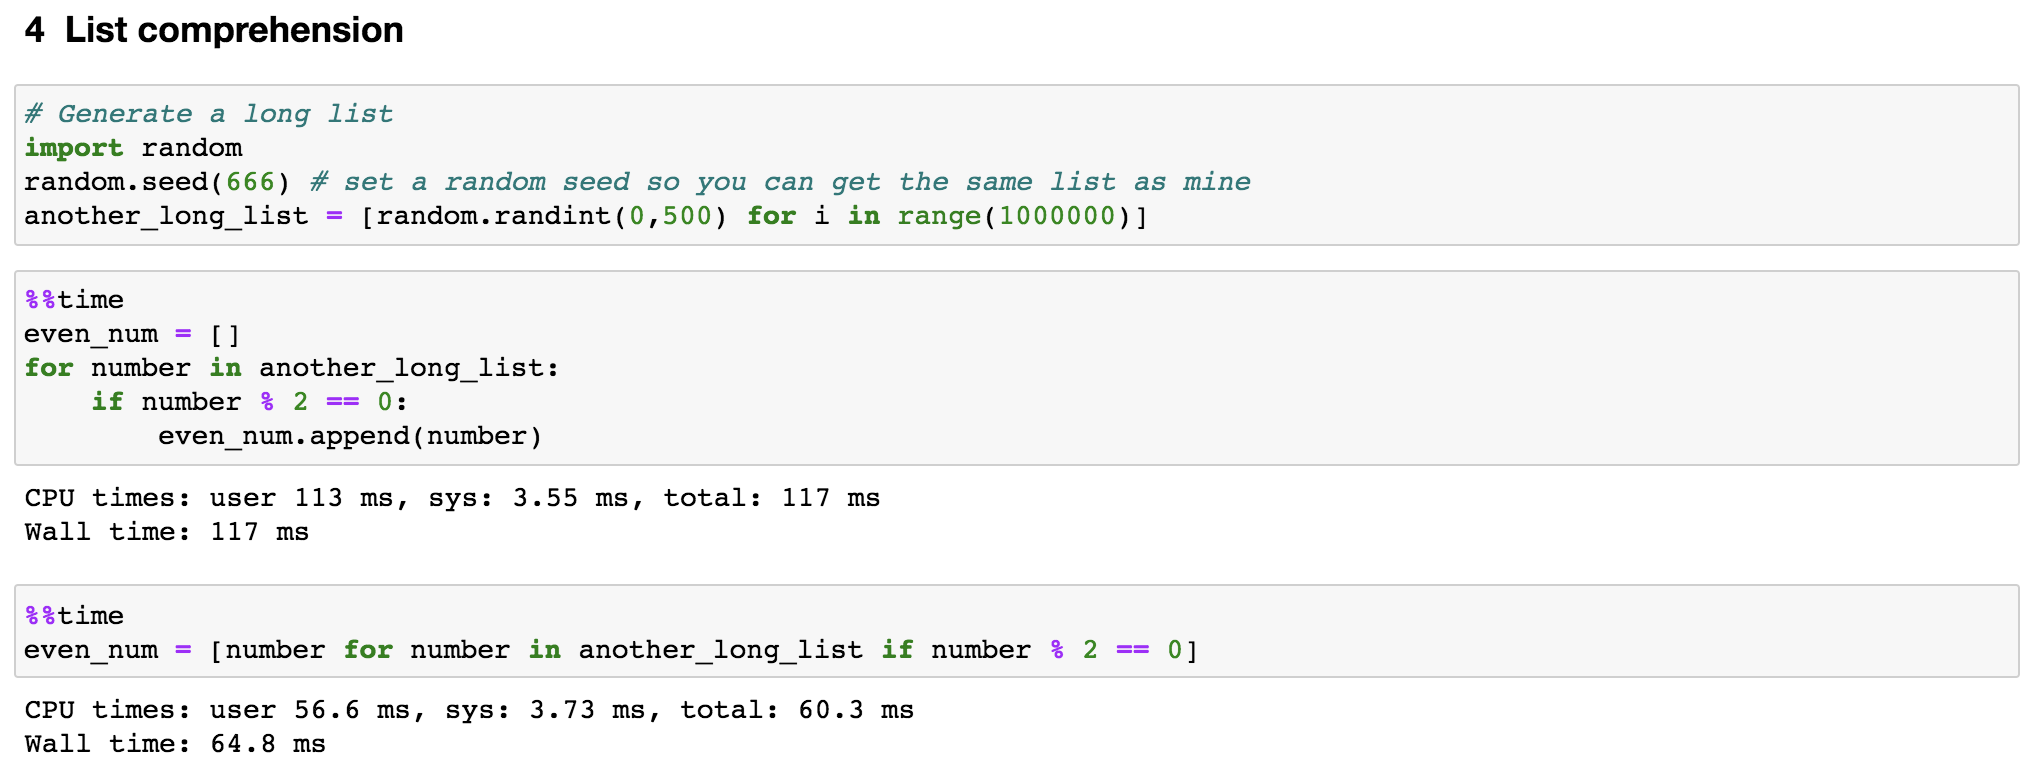 4 List comprehension
# Generate a long list
import random
random.seed(666) # set a random seed so you can get the same list as mine
another_long_list = [random.randint(0,500) for i in range(1000000)]
%%time
even_num = []
for number in another_long_list:
    if number % 2 == 0:
        even_num.append(number)
CPU times: user 113 ms, sys: 3.55 ms, total: 117 ms
Wall time: 117 ms
%%time
even_num = [number for number in another_long_list if number % 2 == 0]
CPU times: user 56.6 ms, sys: 3.73 ms, total: 60.3 ms
Wall time: 64.8 ms